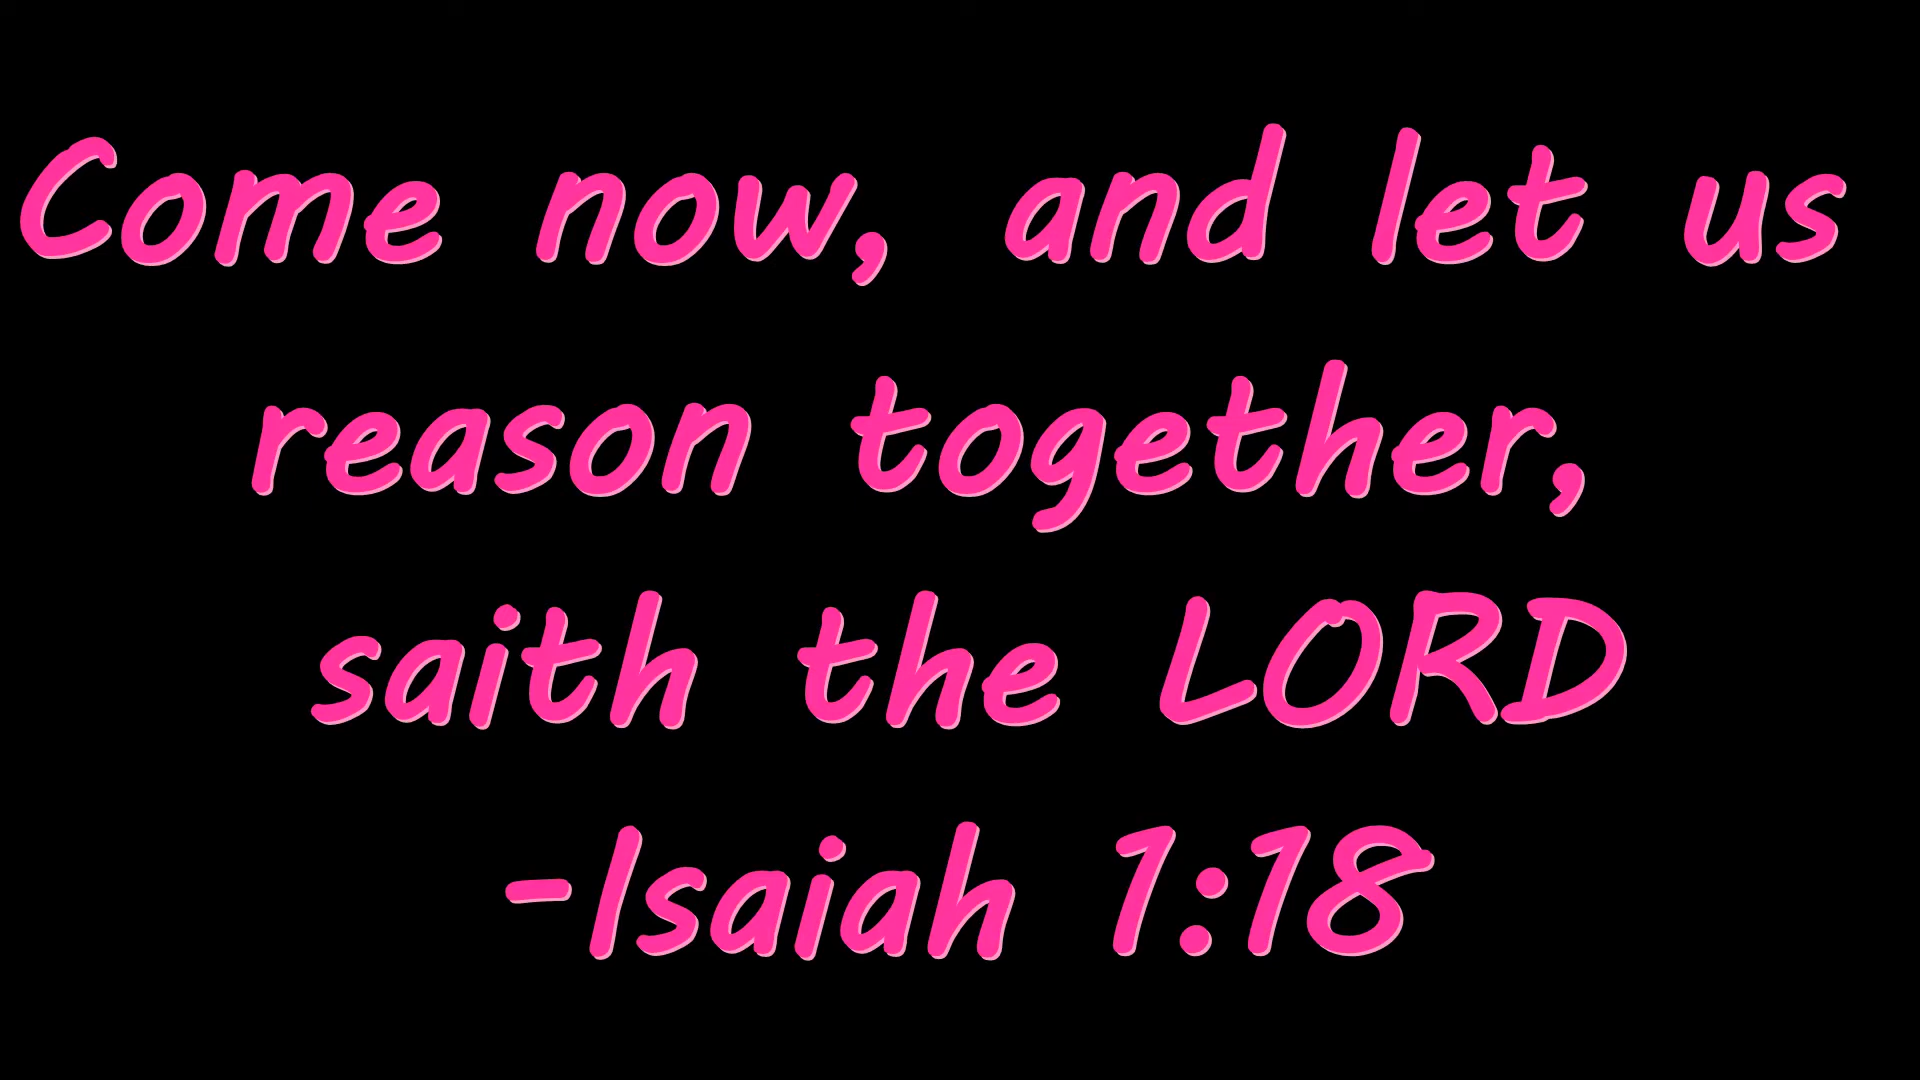 Come now, and let us
reason together,
saith the LORD
-Isaiah 1:18